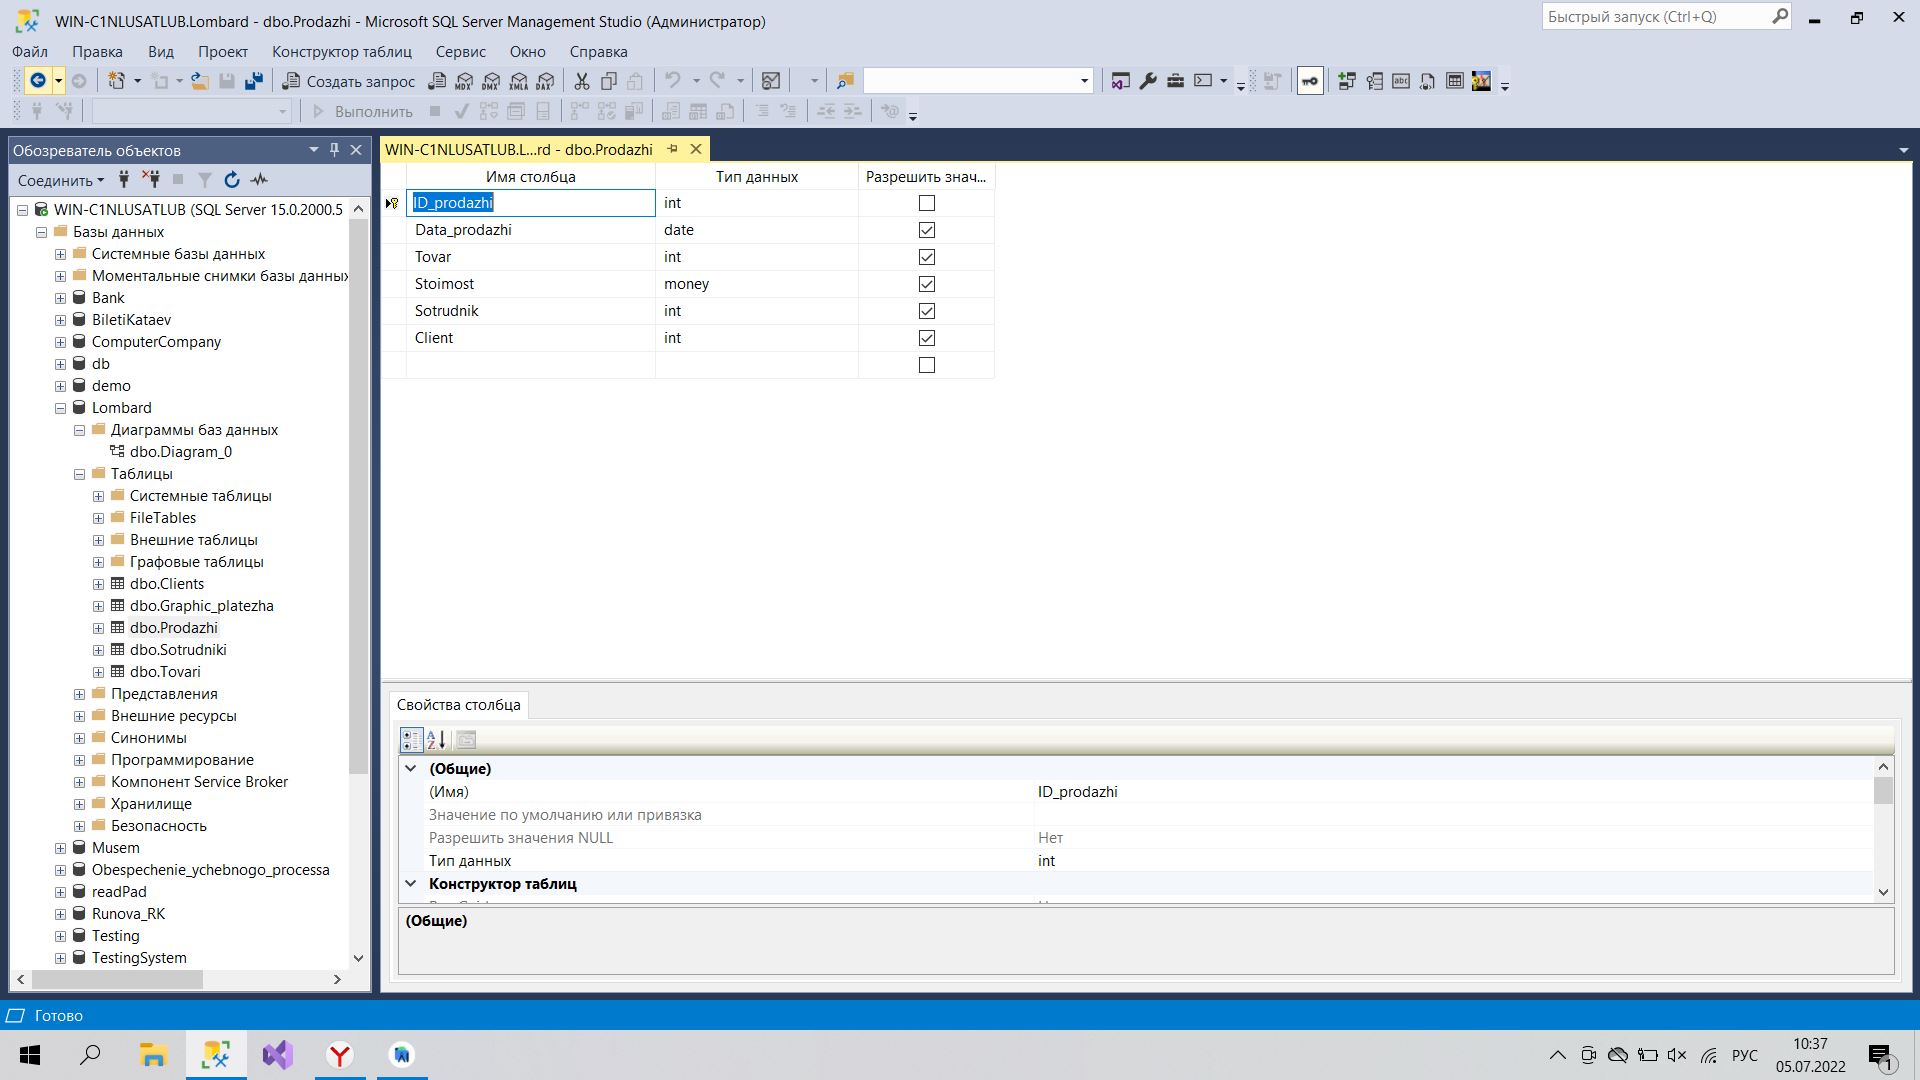 WIN-C1NLUSATLUB.Lombard - dbo.Prodazhi - Microsoft SQL Server Management Studio (Администратор)
Быстрый запуск (Ctrl+Q)
Файл Правка Вид Проект Конструктор таблиц Сервис Окно Справка
Создать запрос MDX DMX XMLA DAX
Выполнить
Обозреватель объектов
WIN-C1NLUSATLUB.L...rd - dbo.Prodazhi
Соединить
WIN-C1NLUSATLUB (SQL Server 15.0.2000.5
Базы данных
Системные базы данных
Моментальные снимки базы данных
Bank
BiletiKataev
ComputerCompany
db
demo
Lombard
Диаграммы баз данных
dbo.Diagram_0
Таблицы
Системные таблицы
FileTables
Внешние таблицы
Графовые таблицы
dbo.Clients
dbo.Graphic_platezha
dbo.Prodazhi
dbo.Sotrudniki
dbo.Tovari
Представления
Внешние ресурсы
Синонимы
Программирование
Компонент Service Broker
Хранилище
Безопасность
Musem
Obespechenie_ychebnogo_processa
readPad
Runova_RK
Testing
TestingSystem
Имя столбца Тип данных Разрешить знач...
ID_prodazhi int
Data_prodazhi date
Tovar int
Stoimost money
Sotrudnik int
Client int
Свойства столбца
(Общие)
(Имя) ID_prodazhi
Значение по умолчанию или привязка
Разрешить значения NULL Нет
Тип данных int
Конструктор таблиц
(Общие)
Готово
РУС
10:37
05.07.2022
1